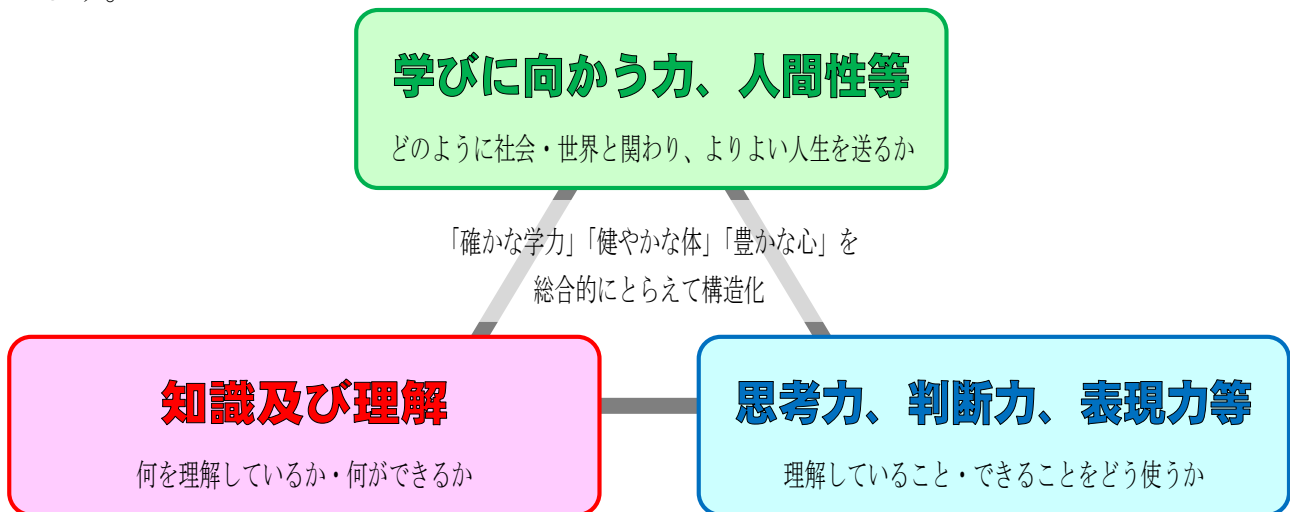 学びに向かう力、人間性等
どのように社会・世界と関わり、よりよい人生を送るか
「確かな学力」「健やかな体」「豊かな心」を
総合的にとらえて構造化
知識及び理解
何を理解しているか・何ができるか
思考力、判断力、表現力等
理解していること・できることをどう使うか